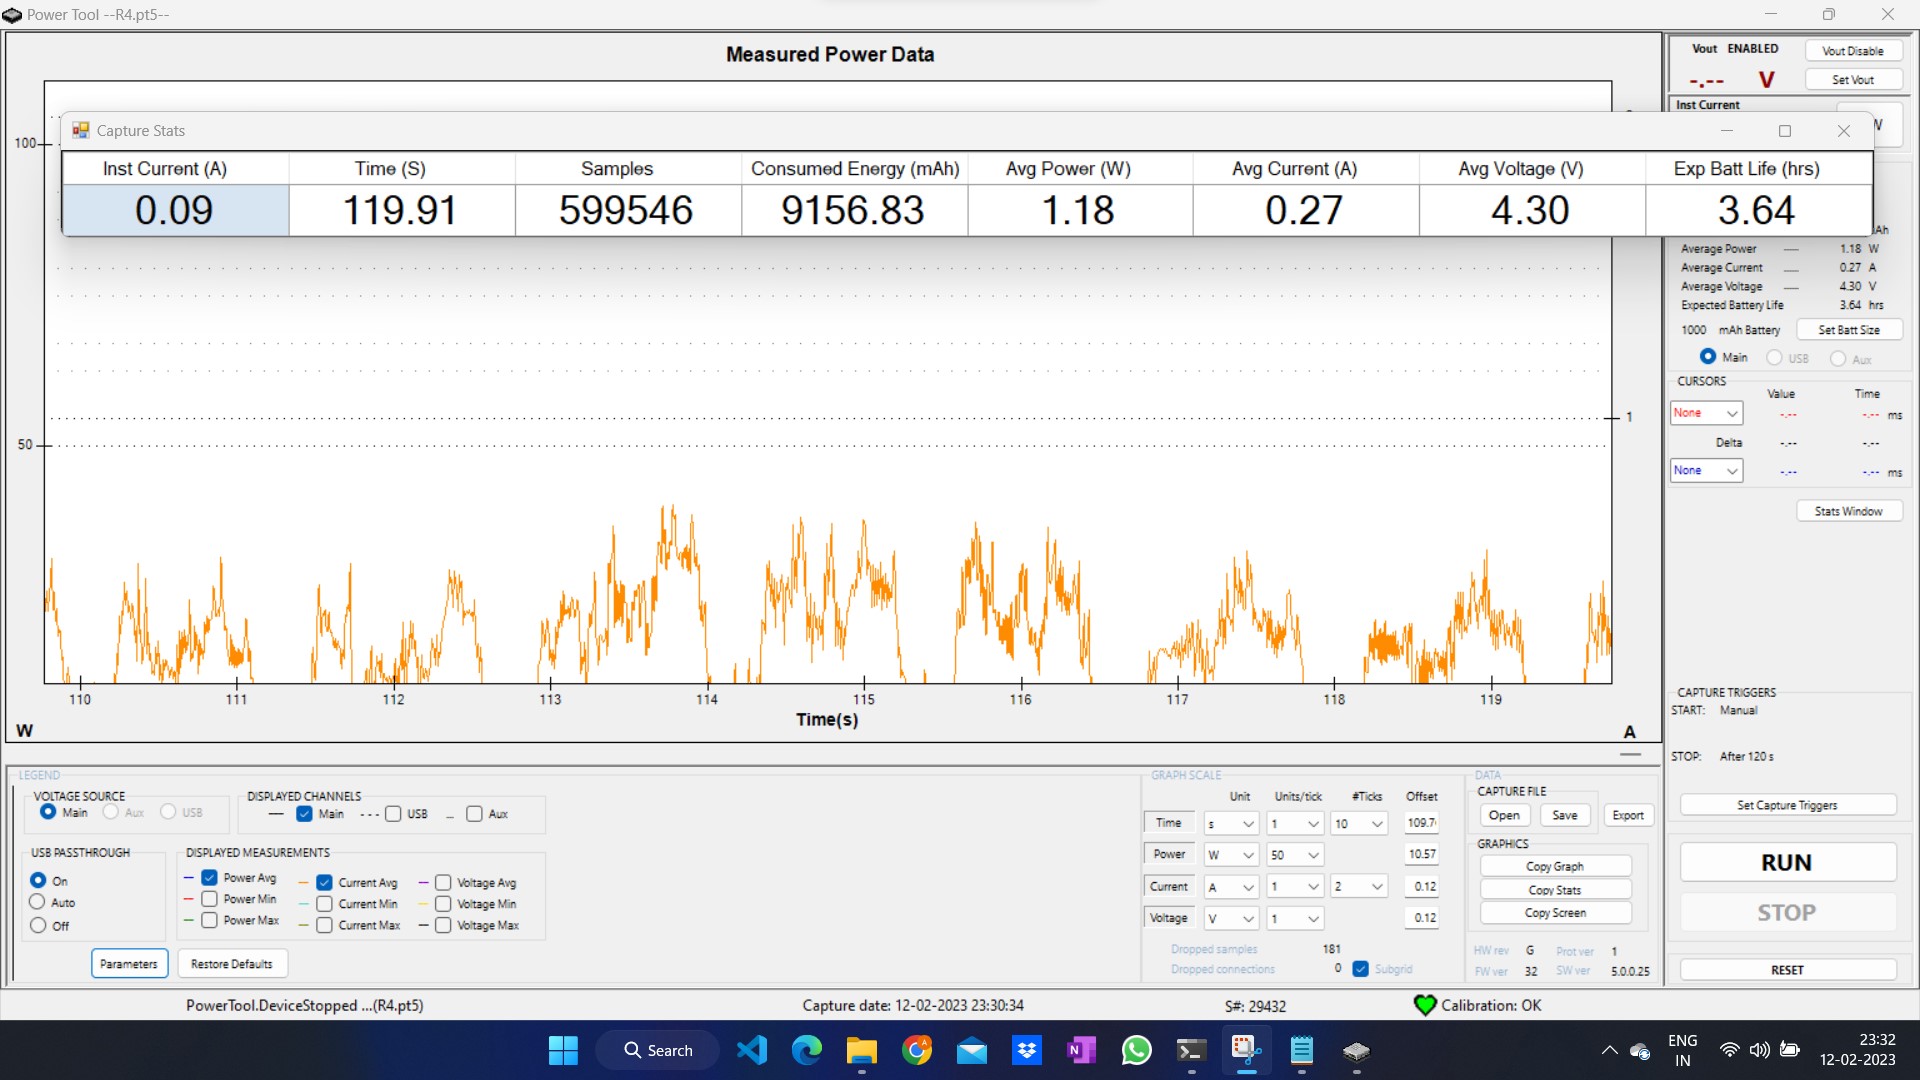 Power Tool --R4.pt5--
Measured Power Data
Vout ENABLED
Vout Disable
-.-- V
Set Vout
Inst Current
W
Capture Stats
100
Inst Current (A) Time (S) Samples Consumed Energy (mAh) Avg Power (W) Avg Current (A) Avg Voltage (V) Exp Batt Life (hrs)
0.09 119.91 599546 9156.83 1.18 0.27 4.30 3.64
Ah
Average Power 1.18 W
Average Current 0.27 A
Average Voltage 4.30 V
Expected Battery Life 3.64 hrs
1000 mAh Battery Set Batt Size
Main USB Aux
CURSORS
Value Time
None -.-- -.-- ms
Delta -.-- -.--
None -.-- -.-- ms
Stats Window
1
50
110 111 112 113 114 115 116 117 118 119
Time(s)
W
A
CAPTURE TRIGGERS
START: Manual
STOP: After 120 s
Set Capture Triggers
RUN
STOP
RESET
LEGEND
VOLTAGE SOURCE
Main Aux USB
DISPLAYED CHANNELS
Main USB Aux
USB PASSTHROUGH
On
Auto
Off
DISPLAYED MEASUREMENTS
Power Avg Current Avg Voltage Avg
Power Min Current Min Voltage Min
Power Max Current Max Voltage Max
Parameters Restore Defaults
GRAPH SCALE
Unit Units/tick #Ticks Offset
Time s 1 10 109.7
Power W 50 10.57
Current A 1 2 0.12
Voltage V 1 0.12
Dropped samples 181
Dropped connections 0 Subgrid
DATA
CAPTURE FILE
Open Save Export
GRAPHICS
Copy Graph
Copy Stats
Copy Screen
HW rev G Prot ver 1
FW ver 32 SW ver 5.0.0.25
PowerTool.DeviceStopped ...(R4.pt5) Capture date: 12-02-2023 23:30:34 S#: 29432 Calibration: OK
Search
ENG
IN
23:32
12-02-2023